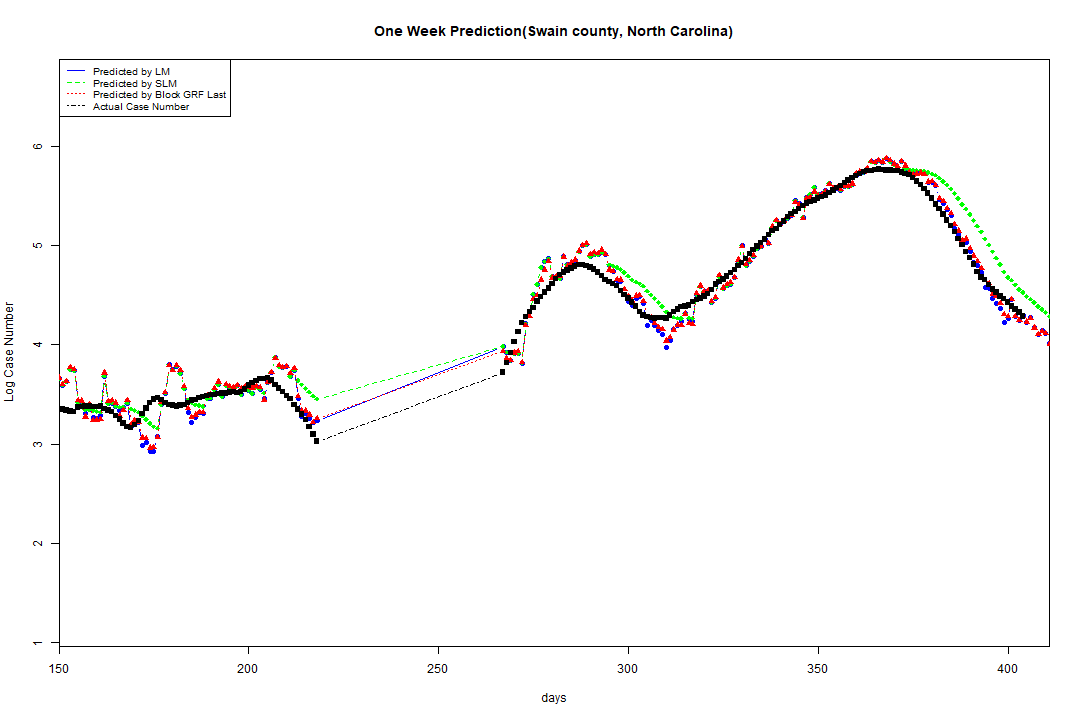 One Week Prediction(Swain county, North Carolina)
Predicted by LM
Predicted by SLM
Predicted by Block GRF Last
Actual Case Number
6
5
4
3
2
1
Log Case Number
150 200 250 300 350 400
days